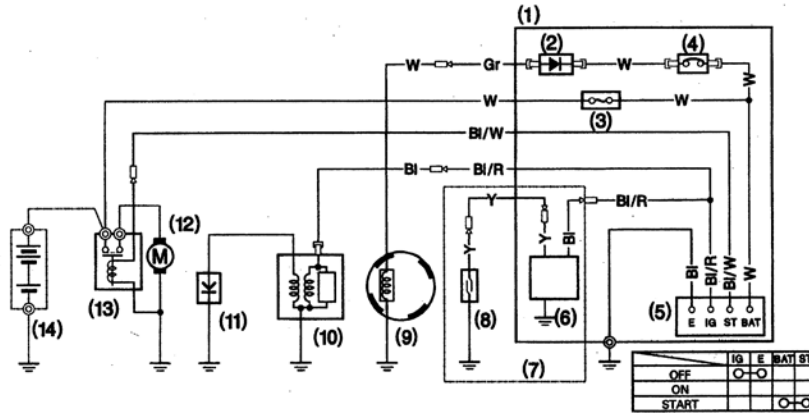 (1)
(2)
(4)
W
Gr
W
W
W
W
(3)
Bl/W
Bl
Bl/R
(7)
Y
Bl/R
(12)
M
Y
Y
Bl
Bl
Bl/R
Bl/W
W
(5)
E
IG
ST
BAT
(14)
(13)
(11)
(10)
(9)
(8)
(6)
IG E BAT ST
OFF
ON
START